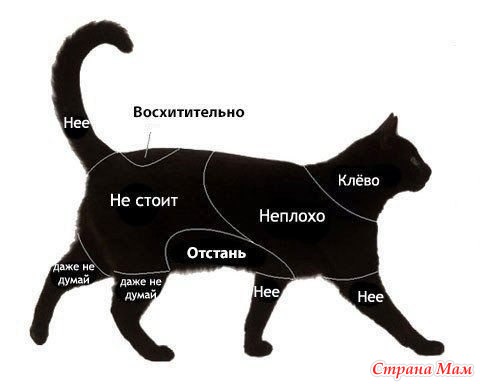 Восхитительно
Нее
Клёво
Не стоит
Неплохо
Отстань
даже не
думай
даже не
думай
Нее
Нее
Страна Мам